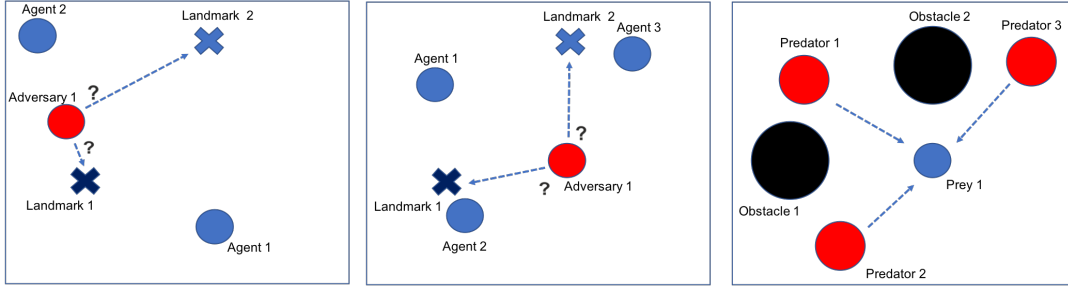 Agent 2
Landmark 2
Adversary 1
?
?
Landmark 1
Agent 1
Landmark 2
Agent 3
Agent 1
?
Adversary 1
?
Landmark 1
Agent 2
Obstacle 2
Predator 1
Predator 3
Prey 1
Obstacle 1
Predator 2